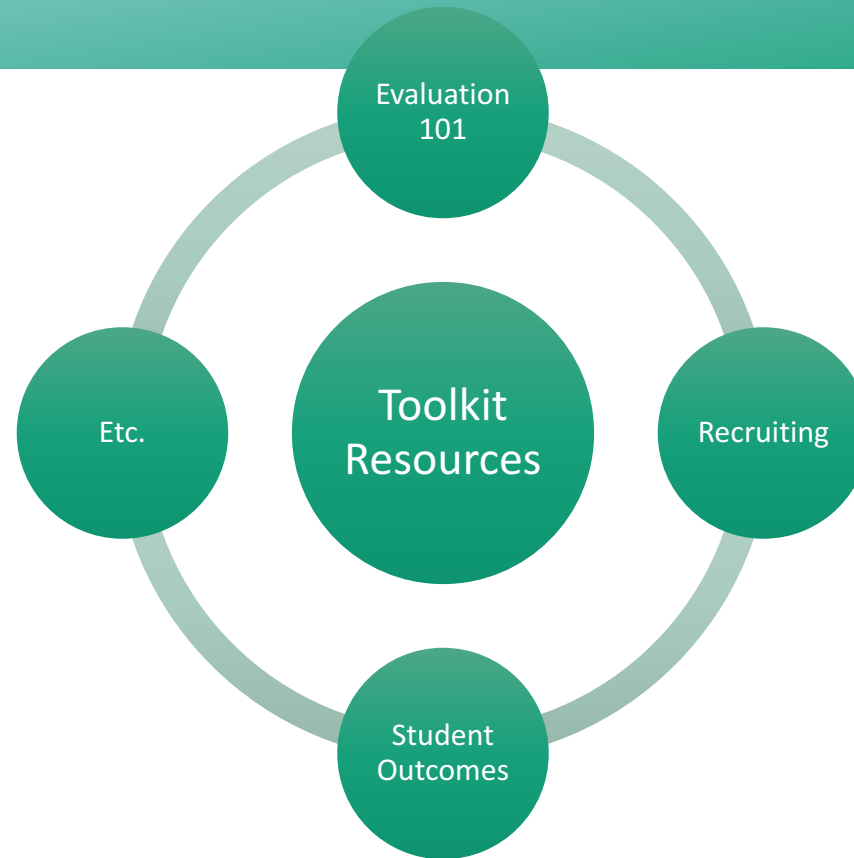 Evaluation
101
Toolkit
Resources
Etc.
Recruiting
Student
Outcomes